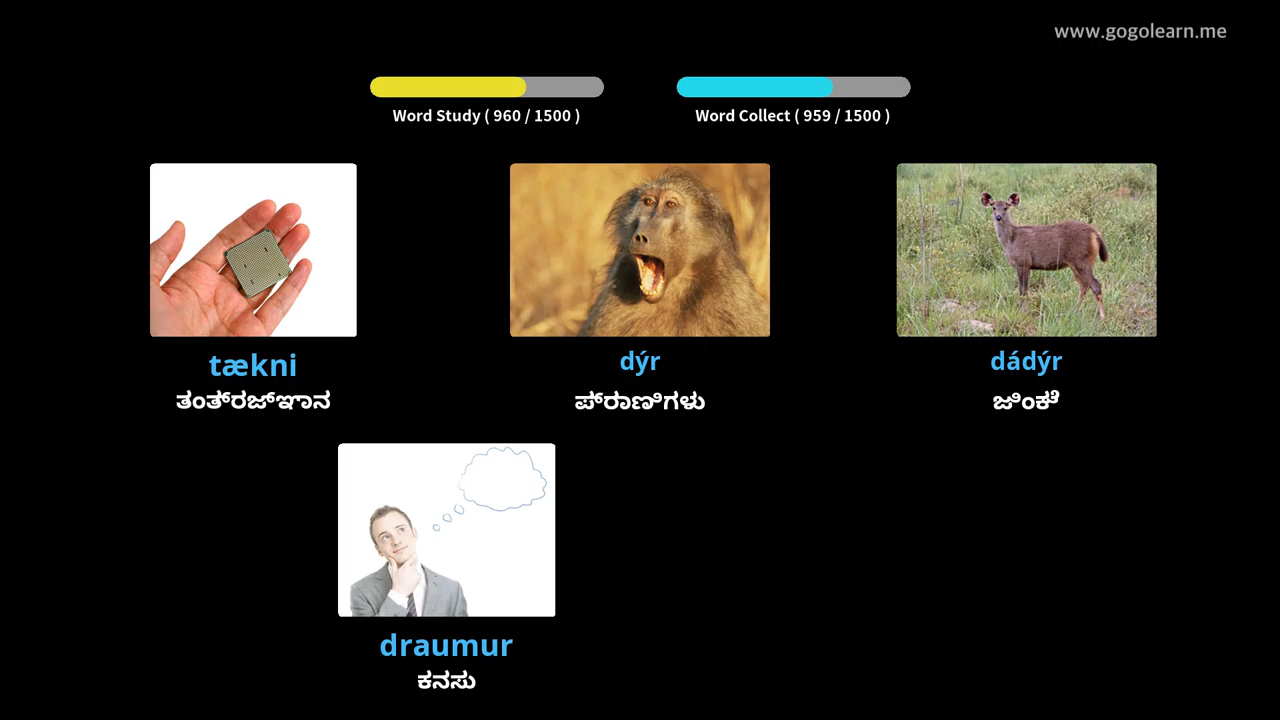 www.gogolearn.me
Word Study ( 960 / 1500 )
Word Collect ( 959 / 1500 )
tækni
ತಂತ್ರಜ್ಞಾನ
dýr
ಪ್ರಾಣಿಗಳು
dádýr
ಜಿಂಕೆ
draumur
ಕನಸು